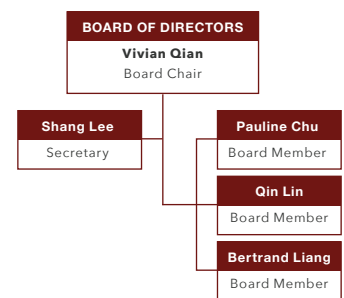 BOARD OF DIRECTORS
Vivian Qian
Board Chair
Shang Lee
Secretary
Pauline Chu
Board Member
Qin Lin
Board Member
Bertrand Liang
Board Member